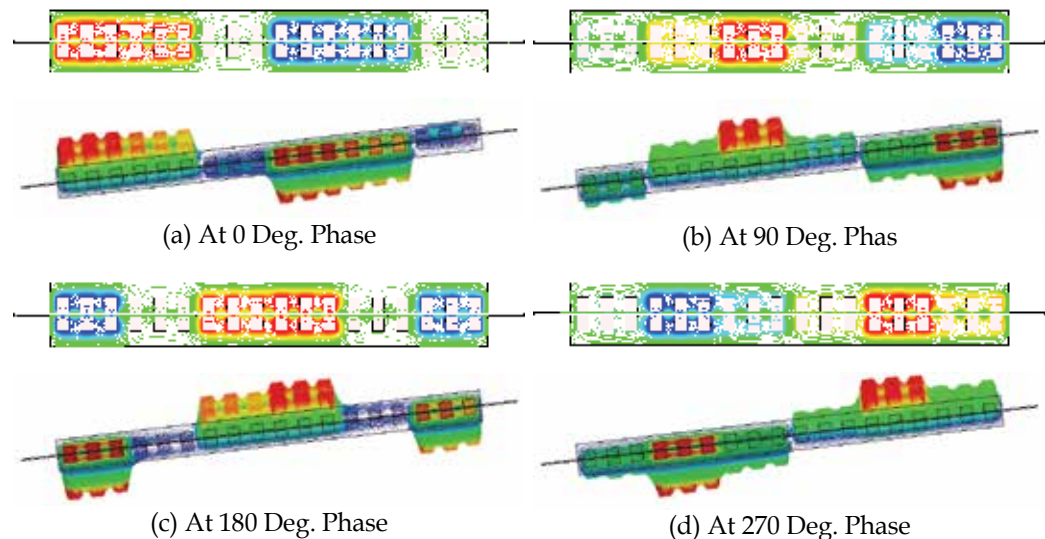 (a) At 0 Deg. Phase
(b) At 90 Deg. Phas
(c) At 180 Deg. Phase
(d) At 270 Deg. Phase